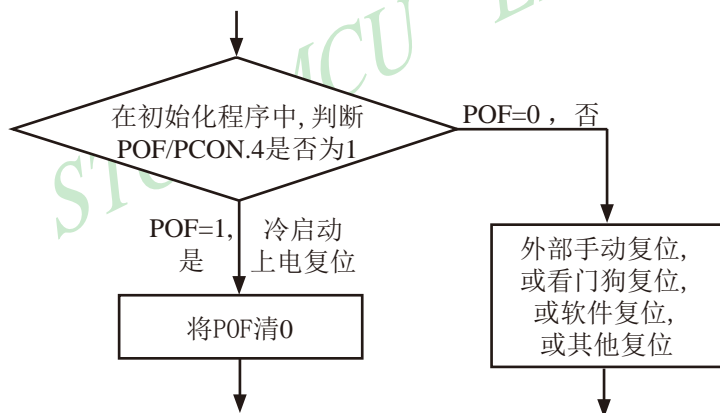 STC MCU
在初始化程序中, 判断
POF/PCON.4是否为1
POF=0 , 否
POF=1,
是
冷启动
上电复位
将POF清0
外部手动复位,
或看门狗复位,
或软件复位,
或其他复位